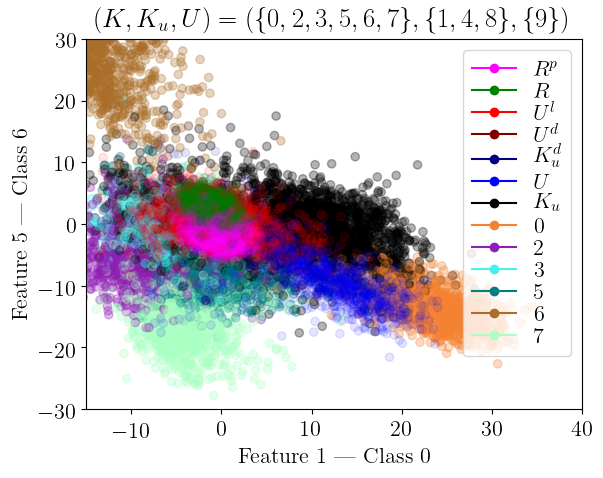 (K, K_u, U) = ({0, 2, 3, 5, 6, 7}, {1, 4, 8}, {9})
30
20
10
0
−10
−20
−30
Feature 5 — Class 6
R^p
R
U^l
U^d
K_u^d
U
K_u
0
2
3
5
6
7
−10
0
10
20
30
40
Feature 1 — Class 0